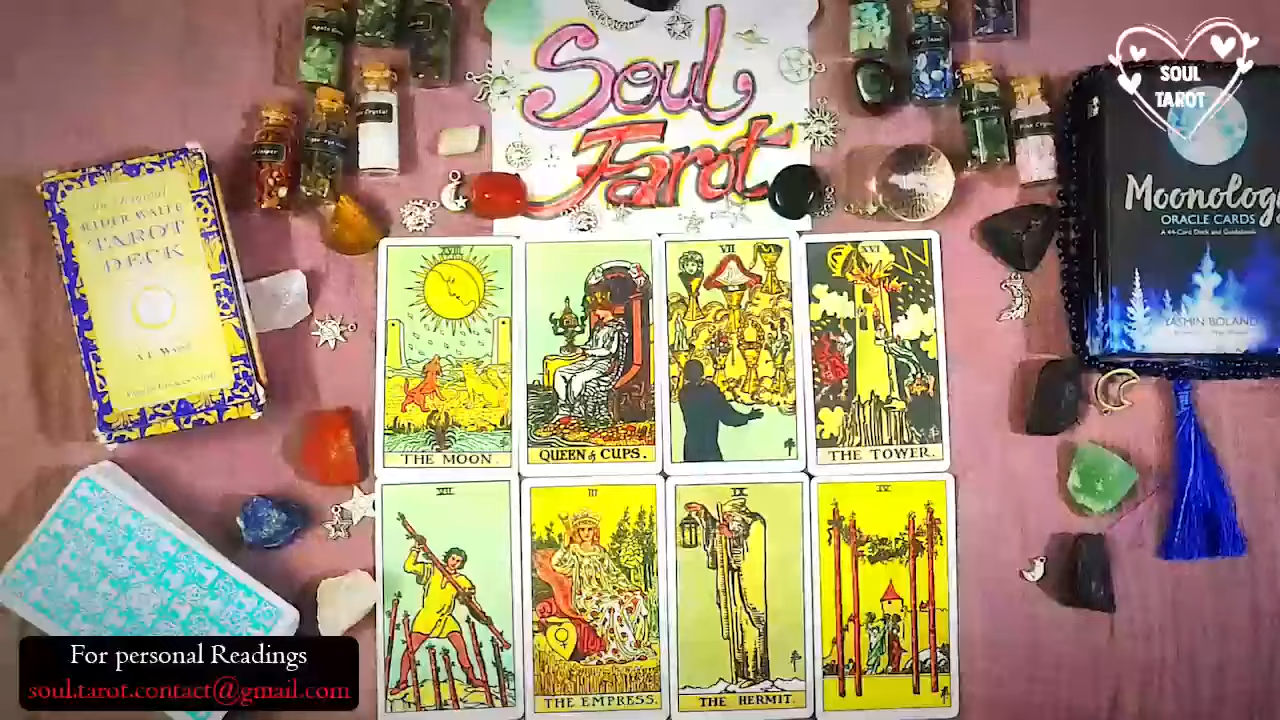 Soul
Tarot
SOUL
TAROT
The Original
RIDER WAITE
TAROT
DECK
Moonology
ORACLE CARDS
A 44-Card Deck and Guidebook
YASMIN BOLAND
XVIII
THE MOON.
QUEEN of CUPS.
VII
XVI
THE TOWER.
VII
III
THE EMPRESS.
IX
THE HERMIT.
IV
For personal Readings
soul.tarot.contact@gmail.com